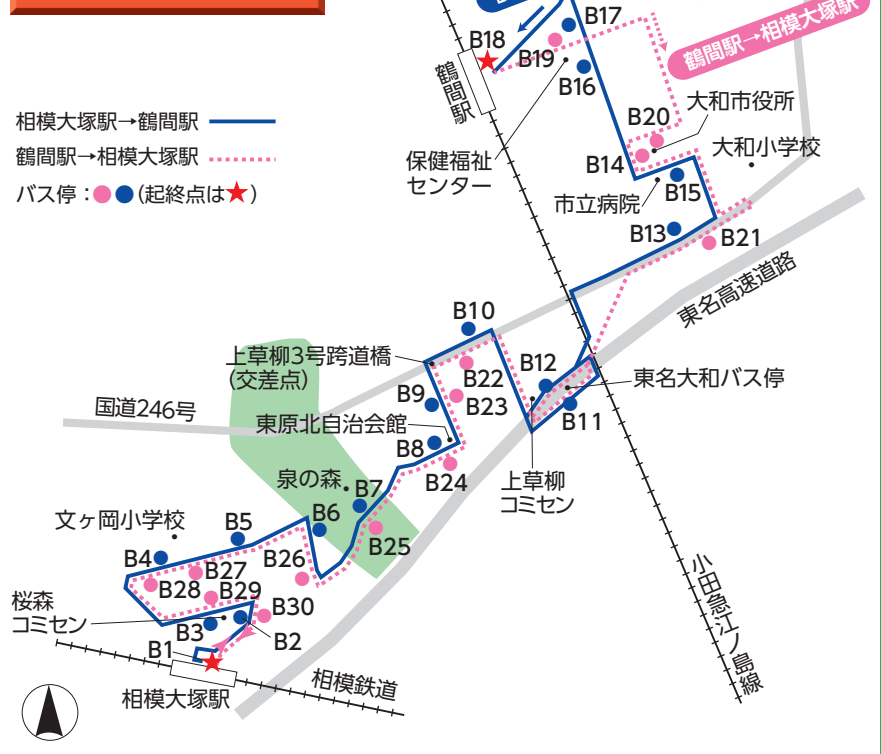 B17
B18
B19
鶴間駅→相模大塚駅
鶴間駅
B16
大和市役所
B20
相模大塚駅→鶴間駅
鶴間駅→相模大塚駅
バス停：●●(起終点は★)
保健福祉
センター
B14
大和小学校
市立病院
B15
B13
B21
東名高速道路
B10
上草柳3号跨道橋
（交差点）
B12
B22
東名大和バス停
国道246号
B9
B23
B11
東原北自治会館
B8
B24
上草柳
コミセン
泉の森
B7
文ヶ岡小学校
B5
B6
B25
B4
B26
B27
B28
B29
桜森
コミセン
B30
B3
B2
B1
小田急江ノ島線
相模鉄道
相模大塚駅